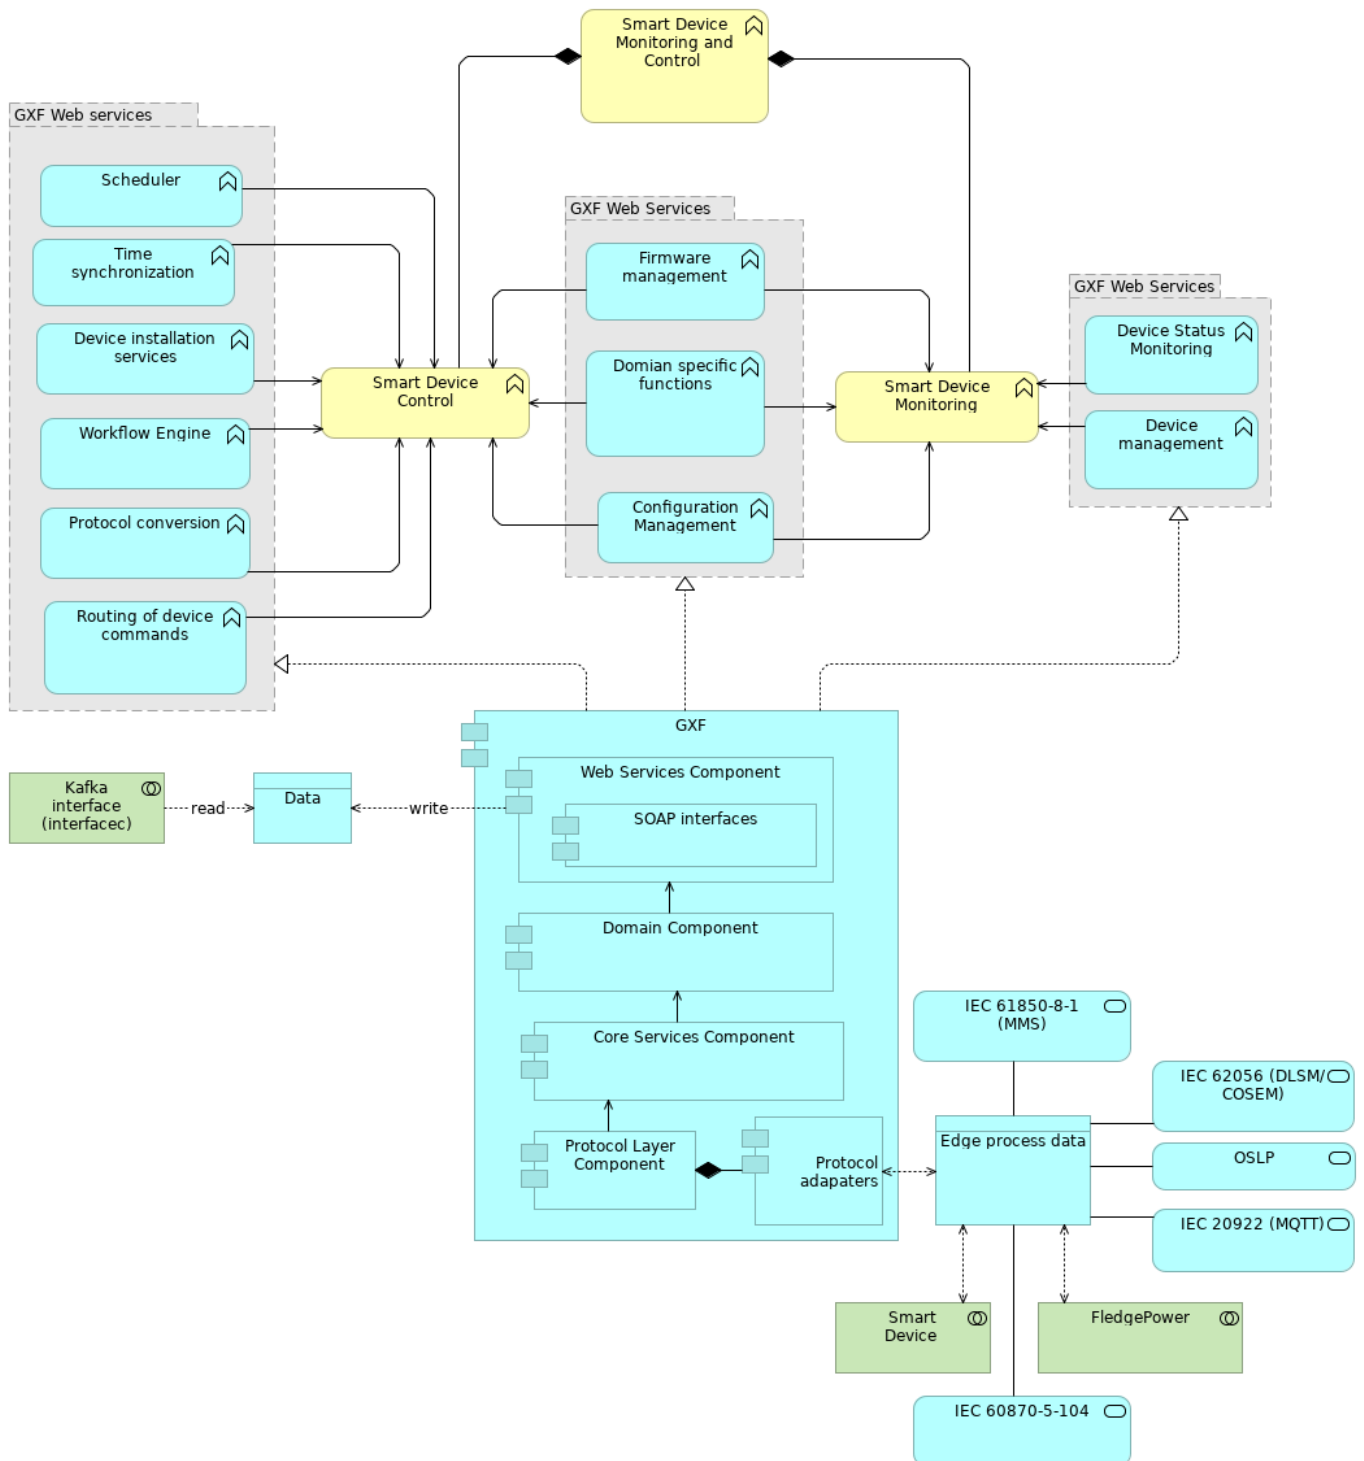 Smart Device
Monitoring and
Control
GXF Web services
Scheduler
Time
synchronization
Device installation
services
Workflow Engine
Protocol conversion
Routing of device
commands
Smart Device
Control
GXF Web Services
Firmware
management
Domian specific
functions
Configuration
Management
Smart Device
Monitoring
GXF Web Services
Device Status
Monitoring
Device
management
GXF
Web Services Component
SOAP interfaces
Kafka
interface
(interfacec)
read
Data
write
Domain Component
Core Services Component
Protocol Layer
Component
Protocol
adapaters
IEC 61850-8-1
(MMS)
IEC 62056 (DLSM/
COSEM)
Edge process data
OSLP
IEC 20922 (MQTT)
Smart
Device
FledgePower
IEC 60870-5-104